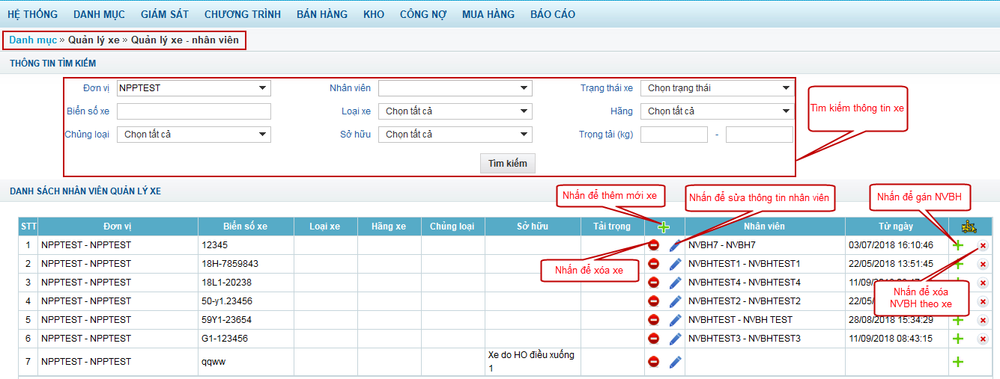 HỆ THỐNG DANH MỤC GIÁM SÁT CHƯƠNG TRÌNH BÁN HÀNG KHO CÔNG NỢ MUA HÀNG BÁO CÁO
Danh mục » Quản lý xe » Quản lý xe - nhân viên
THÔNG TIN TÌM KIẾM
Đơn vị NPPTEST Nhân viên Trạng thái xe Chọn trạng thái
Biển số xe Loại xe Chọn tất cả Hãng Chọn tất cả
Chủng loại Chọn tất cả Sở hữu Chọn tất cả Trọng tải (kg) -
Tìm kiếm
Tìm kiếm thông tin xe
DANH SÁCH NHÂN VIÊN QUẢN LÝ XE
Nhấn để thêm mới xe
Nhấn để sửa thông tin nhân viên
Nhấn để gán NVBH
STT Đơn vị Biển số xe Loại xe Hãng xe Chủng loại Sở hữu Tải trọng Nhân viên Từ ngày
1 NPPTEST - NPPTEST 12345 NVBH7 - NVBH7 03/07/2018 16:10:46
2 NPPTEST - NPPTEST 18H-7859843 NVBHTEST1 - NVBHTEST1 22/05/2018 13:51:45
Nhấn để xóa xe
3 NPPTEST - NPPTEST 18L1-20238 NVBHTEST4 - NVBHTEST4
4 NPPTEST - NPPTEST 50-y1.23456 NVBHTEST2 - NVBHTEST2 22/05
Nhấn để xóa
NVBH theo xe
5 NPPTEST - NPPTEST 59Y1-23654 NVBHTEST - NVBH TEST 28/08/2018 15:34:29
6 NPPTEST - NPPTEST G1-123456 NVBHTEST3 - NVBHTEST3 11/09/2018 08:43:15
7 NPPTEST - NPPTEST qqww Xe do HO điều xuống
1